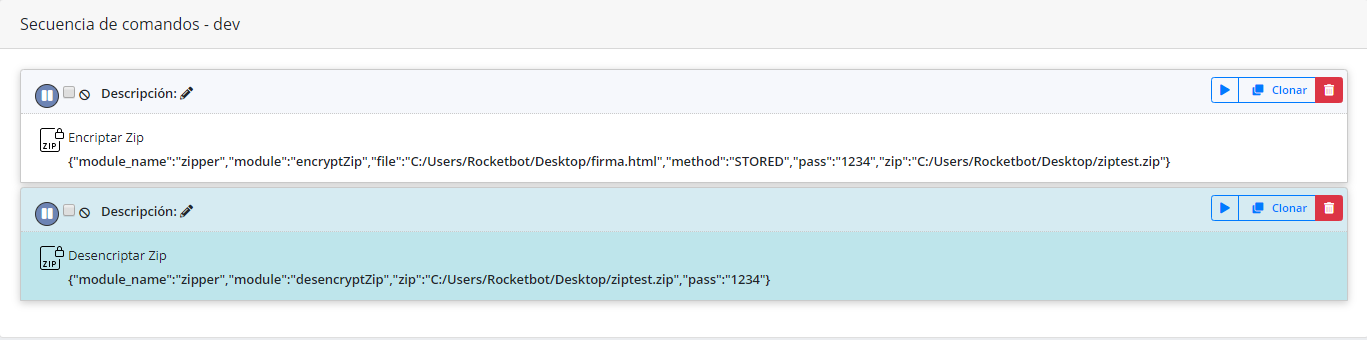 Secuencia de comandos - dev
Descripción:
Clonar
ZIP
Encriptar Zip
{"module_name":"zipper","module":"encryptZip","file":"C:/Users/Rocketbot/Desktop/firma.html","method":"STORED","pass":"1234","zip":"C:/Users/Rocketbot/Desktop/ziptest.zip"}
Descripción:
Clonar
ZIP
Desencriptar Zip
{"module_name":"zipper","module":"desencryptZip","zip":"C:/Users/Rocketbot/Desktop/ziptest.zip","pass":"1234"}